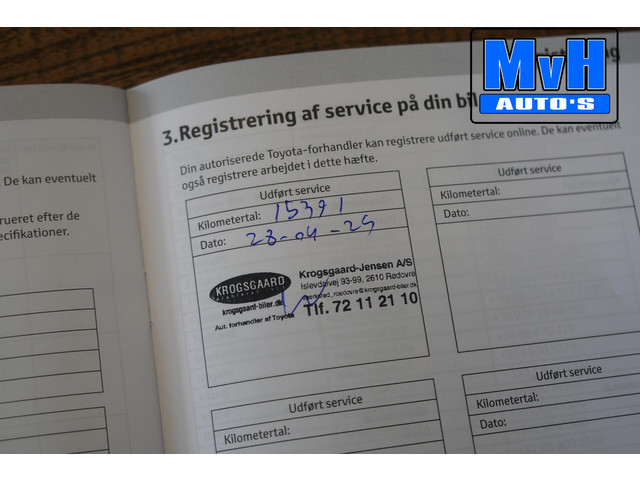 MvH
AUTO'S
3.Registrering af service på din bil
Din autoriserede Toyota-forhandler kan registrere udført service online. De kan eventuelt
også registrere arbejdet i dette hæfte.
. De kan eventuelt
rueret efter de
ecifikationer.
Udført service
Kilometertal: 15391
Dato: 28-04-25
KROGSGAARD
krogsgaard-biler.dk
Aut. forhandler af Toyota
Krogsgaard-Jensen A/S
Islevdalvej 93-99, 2610 Rødovre
Tlf. 72 11 21 10
Udført service
Kilometertal:
Dato:
Udført service
Kilometertal:
Udført service
Kilometertal:
Dato: